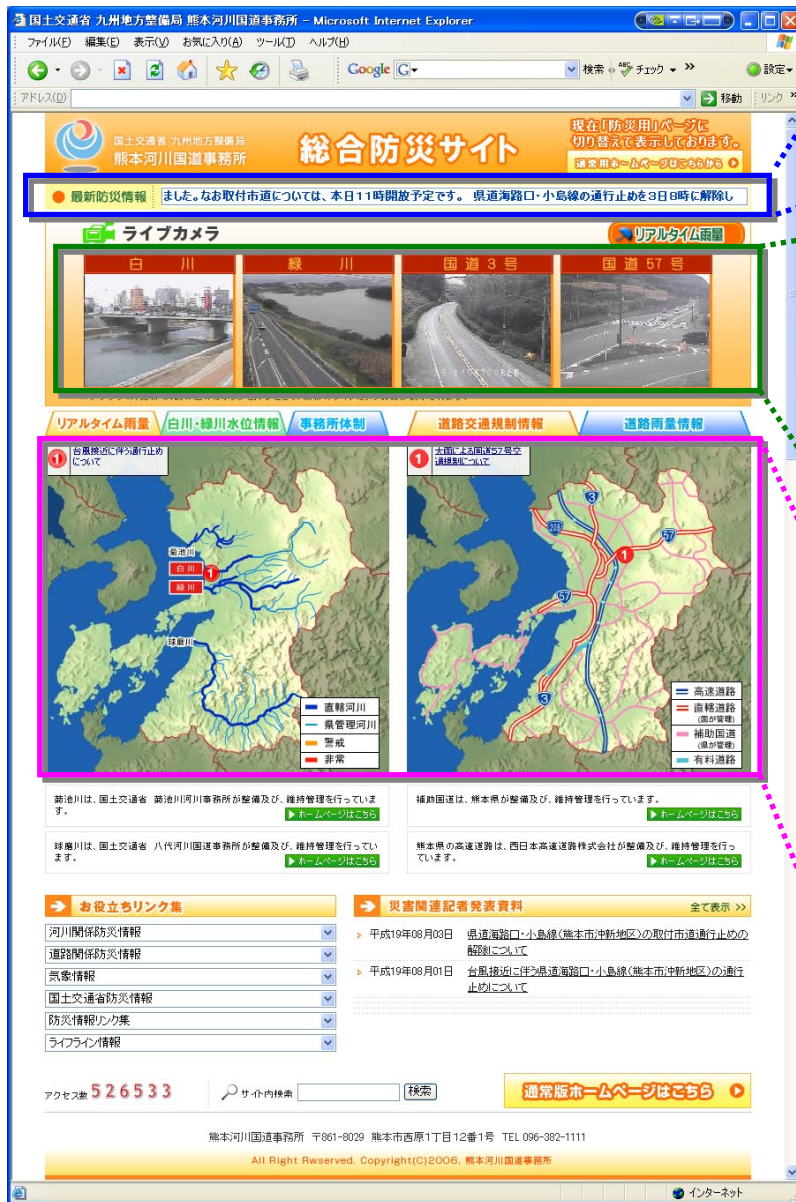 国土交通省 九州地方整備局 熊本河川国道事務所 - Microsoft Internet Explorer
ファイル(F) 編集(E) 表示(V) お気に入り(A) ツール(T) ヘルプ(H)
Google G 検索 ABC チェック » 設定
アドレス(D) 移動 リンク »
国土交通省 九州地方整備局
熊本河川国道事務所
総合防災サイト
現在「防災用」ページに
切り替えて表示しております。
通常用ホームページはこちらから
最新防災情報 ました。なお取付市道については、本日11時開放予定です。 県道海路口・小島線の通行止めを3日8時に解除し
ライブカメラ リアルタイム雨量
白 川 緑 川 国 道 3 号 国 道 57 号
リアルタイム雨量 白川・緑川水位情報 事務所体制 道路交通規制情報 道路雨量情報
1 台風接近に伴う通行止め
について
1 大雨による国道57号交
通規制について
菊池川
白 川
1
緑 川
球磨川
直轄河川
県管理河川
警戒
非常
3
208
57
1
57
3
高速道路
直轄道路
(国が管理)
補助国道
(県が管理)
有料道路
菊池川は、国土交通省 菊池川河川事務所が整備及び、維持管理を行っていま
す。
ホームページはこちら
補助国道は、熊本県が整備及び、維持管理を行っています。
ホームページはこちら
球磨川は、国土交通省 八代河川国道事務所が整備及び、維持管理を行ってい
ます。
ホームページはこちら
熊本県の高速道路は、西日本高速道路株式会社が整備及び、維持管理を行っ
ています。
ホームページはこちら
お役立ちリンク集
河川関係防災情報
道路関係防災情報
気象情報
国土交通省防災情報
防災情報リンク集
ライフライン情報
災害関連記者発表資料 全て表示 >>
平成19年08月03日 県道海路口・小島線(熊本市沖新地区)の取付市道通行止めの
解除について
平成19年08月01日 台風接近に伴う県道海路口・小島線(熊本市沖新地区)の通行
止めについて
アクセス数 526533 サイト内検索 検索 通常版ホームページはこちら
熊本河川国道事務所 〒861-8029 熊本市西原1丁目12番1号 TEL 096-382-1111
All Right Rwserved. Copyright(C)2006. 熊本河川国道事務所
インターネット